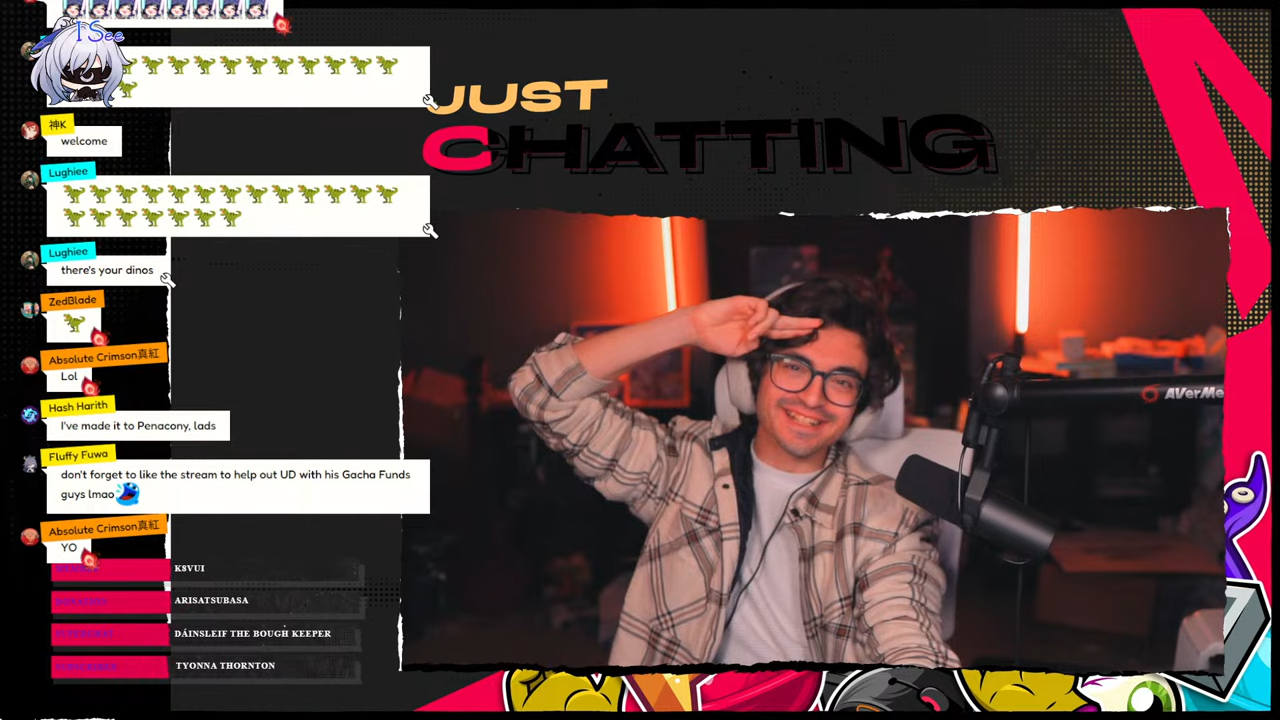 I See
JUST
CHATTING
神K
welcome
Lughiee
Lughiee
there's your dinos
ZedBlade
Absolute Crimson真紅
Lol
Hash Harith
I've made it to Penacony, lads
Fluffy Fuwa
don't forget to like the stream to help out UD with his Gacha Funds
guys lmao
Absolute Crimson真紅
YO
K8VUI
ARISATSUBASA
DÁINSLEIF THE BOUGH KEEPER
TYONNA THORNTON
AVerMe